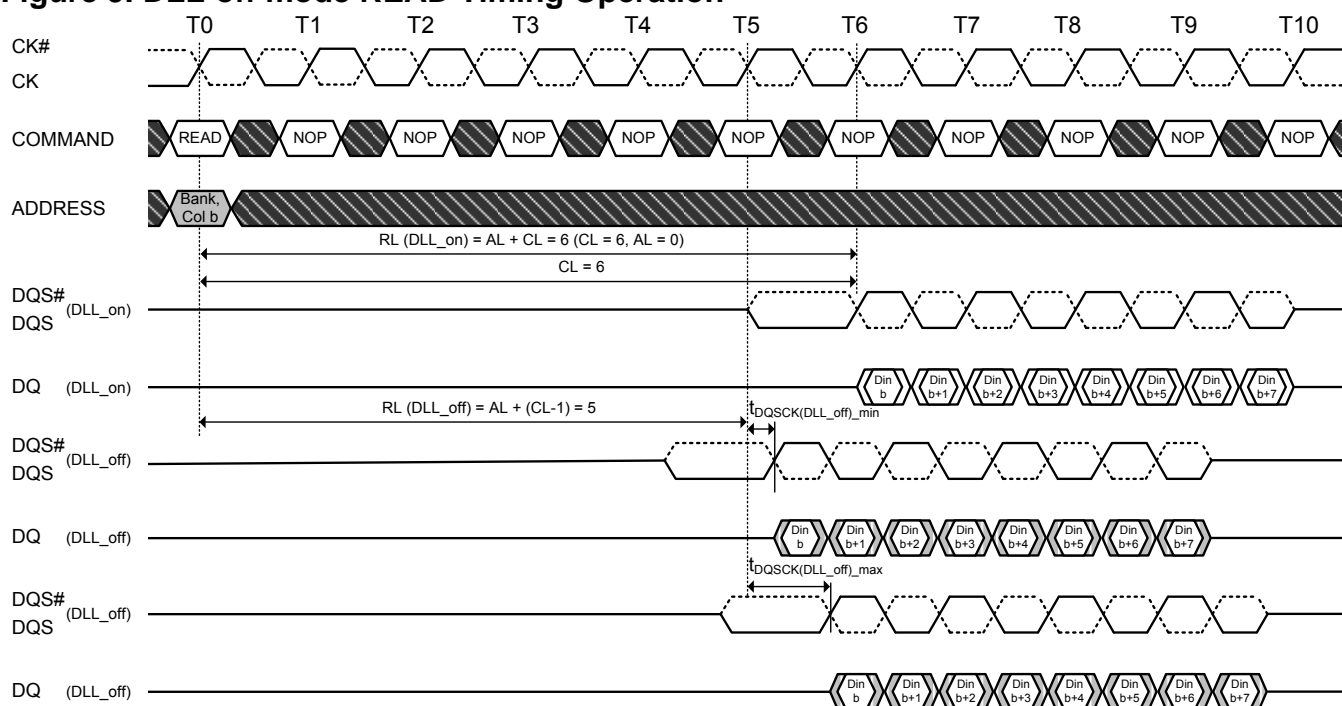 Figure 8. DLL-off mode READ Timing Operation
T0 T1 T2 T3 T4 T5 T6 T7 T8 T9 T10
CK#
CK
COMMAND READ NOP NOP NOP NOP NOP NOP NOP NOP NOP NOP
ADDRESS Bank, Col b
RL (DLL_on) = AL + CL = 6 (CL = 6, AL = 0)
CL = 6
DQS# (DLL_on)
DQS
DQ (DLL_on) Din b Din b+1 Din b+2 Din b+3 Din b+4 Din b+5 Din b+6 Din b+7
RL (DLL_off) = AL + (CL-1) = 5
tDQSCK(DLL_off)_min
DQS# (DLL_off)
DQS
DQ (DLL_off) Din b Din b+1 Din b+2 Din b+3 Din b+4 Din b+5 Din b+6 Din b+7
tDQSCK(DLL_off)_max
DQS# (DLL_off)
DQS
DQ (DLL_off) Din b Din b+1 Din b+2 Din b+3 Din b+4 Din b+5 Din b+6 Din b+7